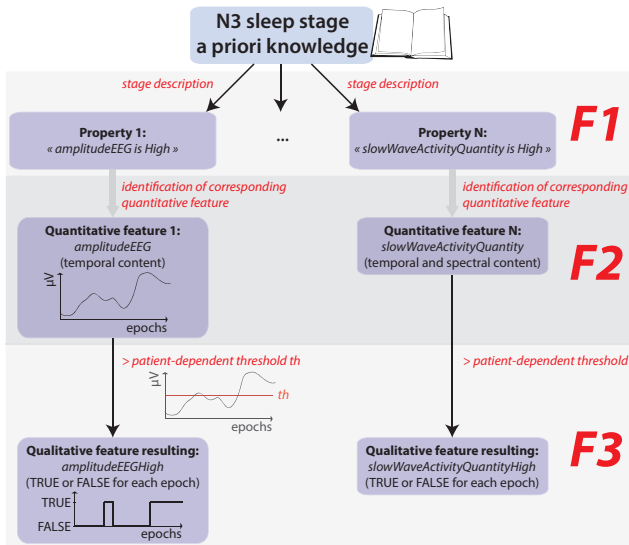 N3 sleep stage
a priori knowledge
stage description
stage description
F1
Property 1:
« amplitudeEEG is High »
...
Property N:
« slowWaveActivityQuantity is High »
identification of corresponding
quantitative feature
identification of corresponding
quantitative feature
F2
Quantitative feature 1:
amplitudeEEG
(temporal content)
μV
epochs
Quantitative feature N:
slowWaveActivityQuantity
(temporal and spectral content)
> patient-dependent threshold th
μV
th
epochs
> patient-dependent threshold
F3
Qualitative feature resulting:
amplitudeEEGHigh
(TRUE or FALSE for each epoch)
TRUE
FALSE
epochs
Qualitative feature resulting:
slowWaveActivityQuantityHigh
(TRUE or FALSE for each epoch)